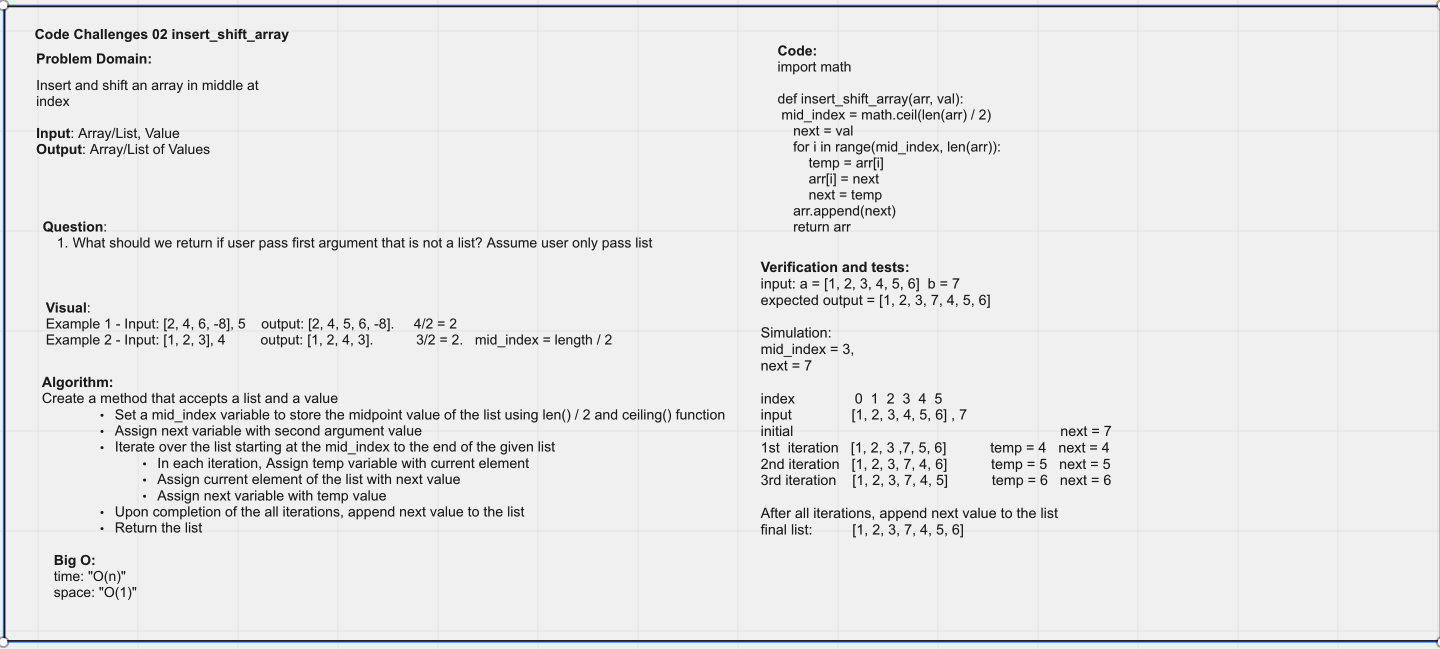 Code Challenges 02 insert_shift_array
Problem Domain:
Insert and shift an array in middle at
index
Input: Array/List, Value
Output: Array/List of Values
Question:
1. What should we return if user pass first argument that is not a list? Assume user only pass list
Visual:
Example 1 - Input: [2, 4, 6, -8], 5    output: [2, 4, 5, 6, -8].    4/2 = 2
Example 2 - Input: [1, 2, 3], 4    output: [1, 2, 4, 3].    3/2 = 2.   mid_index = length / 2
Algorithm:
Create a method that accepts a list and a value
• Set a mid_index variable to store the midpoint value of the list using len() / 2 and ceiling() function
• Assign next variable with second argument value
• Iterate over the list starting at the mid_index to the end of the given list
• In each iteration, Assign temp variable with current element
• Assign current element of the list with next value
• Assign next variable with temp value
• Upon completion of the all iterations, append next value to the list
• Return the list
Big O:
time: "O(n)"
space: "O(1)"
Code:
import math
def insert_shift_array(arr, val):
 mid_index = math.ceil(len(arr) / 2)
    next = val
    for i in range(mid_index, len(arr)):
        temp = arr[i]
        arr[i] = next
        next = temp
    arr.append(next)
    return arr
Verification and tests:
input: a = [1, 2, 3, 4, 5, 6]  b = 7
expected output = [1, 2, 3, 7, 4, 5, 6]
Simulation:
mid_index = 3,
next = 7
index    0  1  2  3  4  5
input    [1, 2, 3, 4, 5, 6] , 7
initial    next = 7
1st  iteration   [1, 2, 3 ,7, 5, 6]    temp = 4   next = 4
2nd iteration   [1, 2, 3, 7, 4, 6]    temp = 5   next = 5
3rd iteration    [1, 2, 3, 7, 4, 5]    temp = 6   next = 6
After all iterations, append next value to the list
final list:    [1, 2, 3, 7, 4, 5, 6]